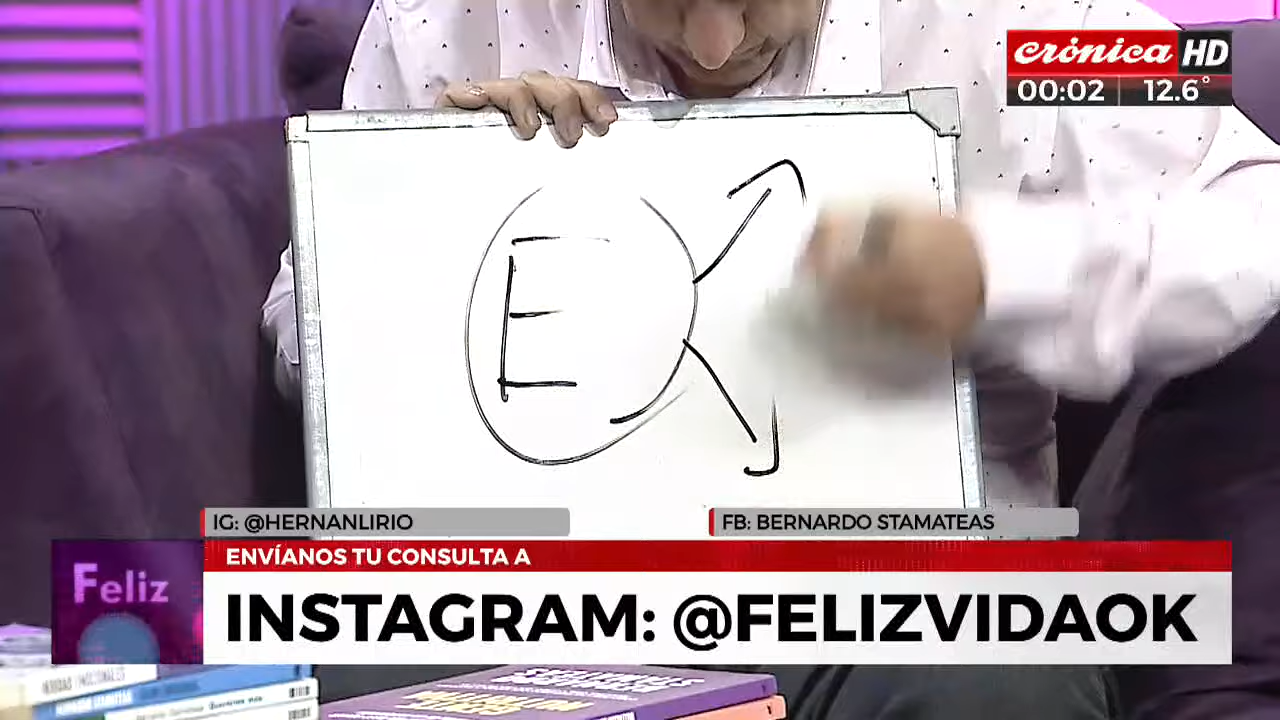 crónica HD
00:02 12.6°
E
IG: @HERNANLIRIO
FB: BERNARDO STAMATEAS
ENVÍANOS TU CONSULTA A
Feliz
INSTAGRAM: @FELIZVIDAOK